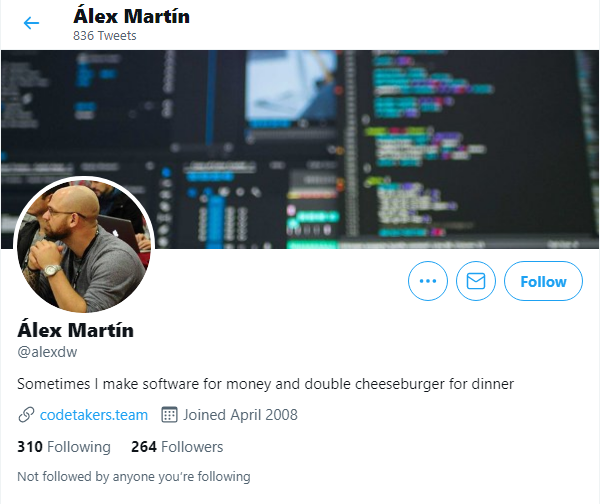 Álex Martín
836 Tweets
Follow
Álex Martín
@alexdw
Sometimes I make software for money and double cheeseburger for dinner
codetakers.team Joined April 2008
310 Following 264 Followers
Not followed by anyone you're following